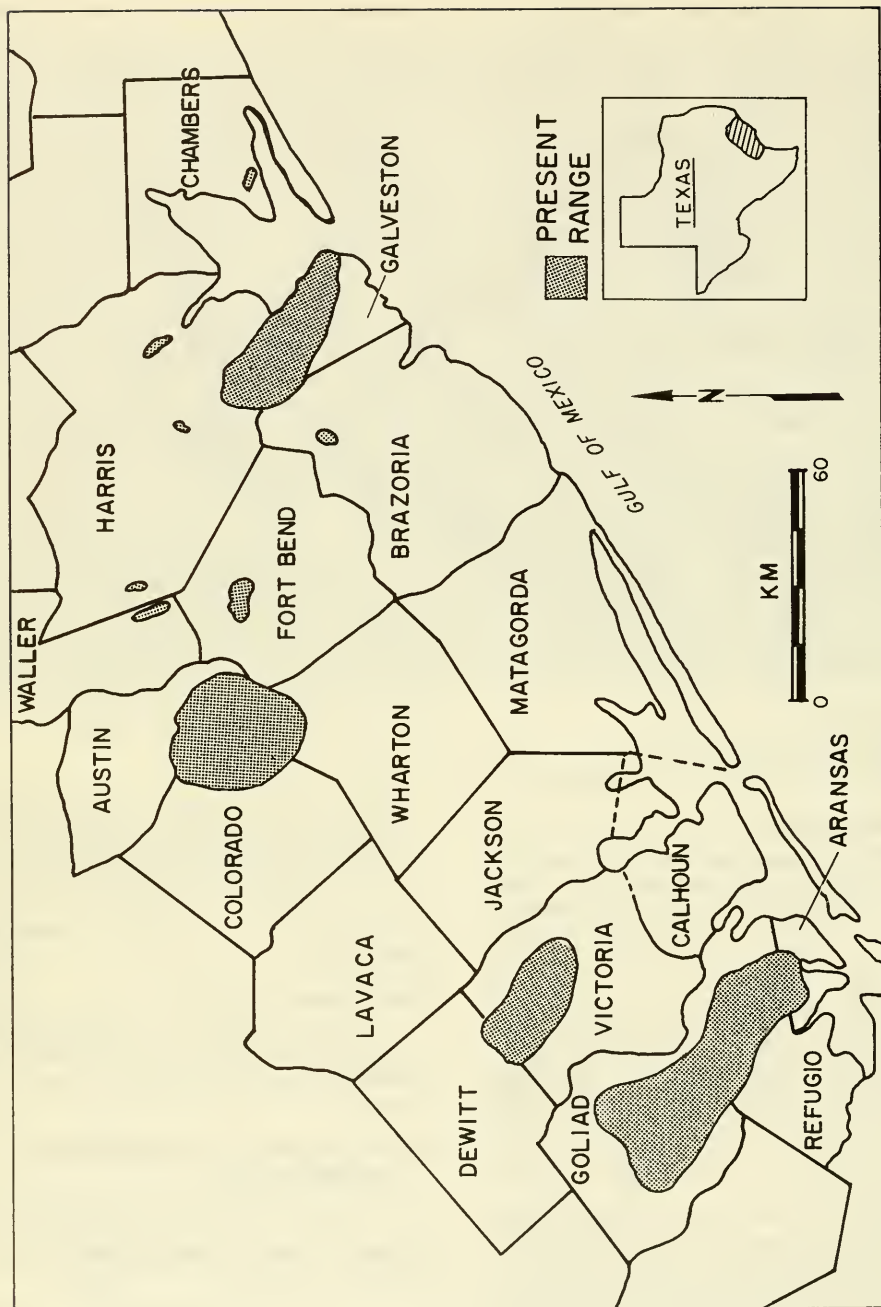 WALLER
HARRIS
CHAMBERS
AUSTIN
GALVESTON
FORT BEND
COLORADO
BRAZORIA
WHARTON
LAVACA
MATAGORDA
GULF OF MEXICO
JACKSON
DEWITT
VICTORIA
CALHOUN
GOLIAD
ARANSAS
REFUGIO
PRESENT
RANGE
TEXAS
N
KM
0
60